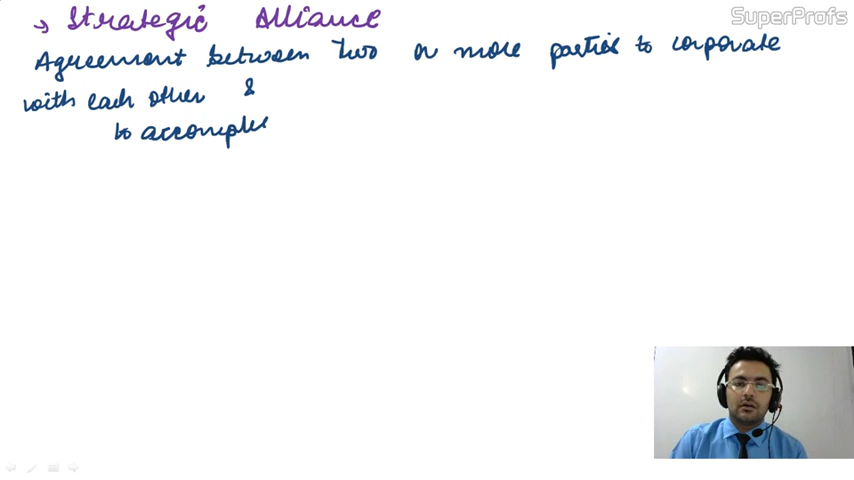 SuperProfs
→ Strategic Alliance
Agreement between two or more parties to corporate
with each other &
to accomplis